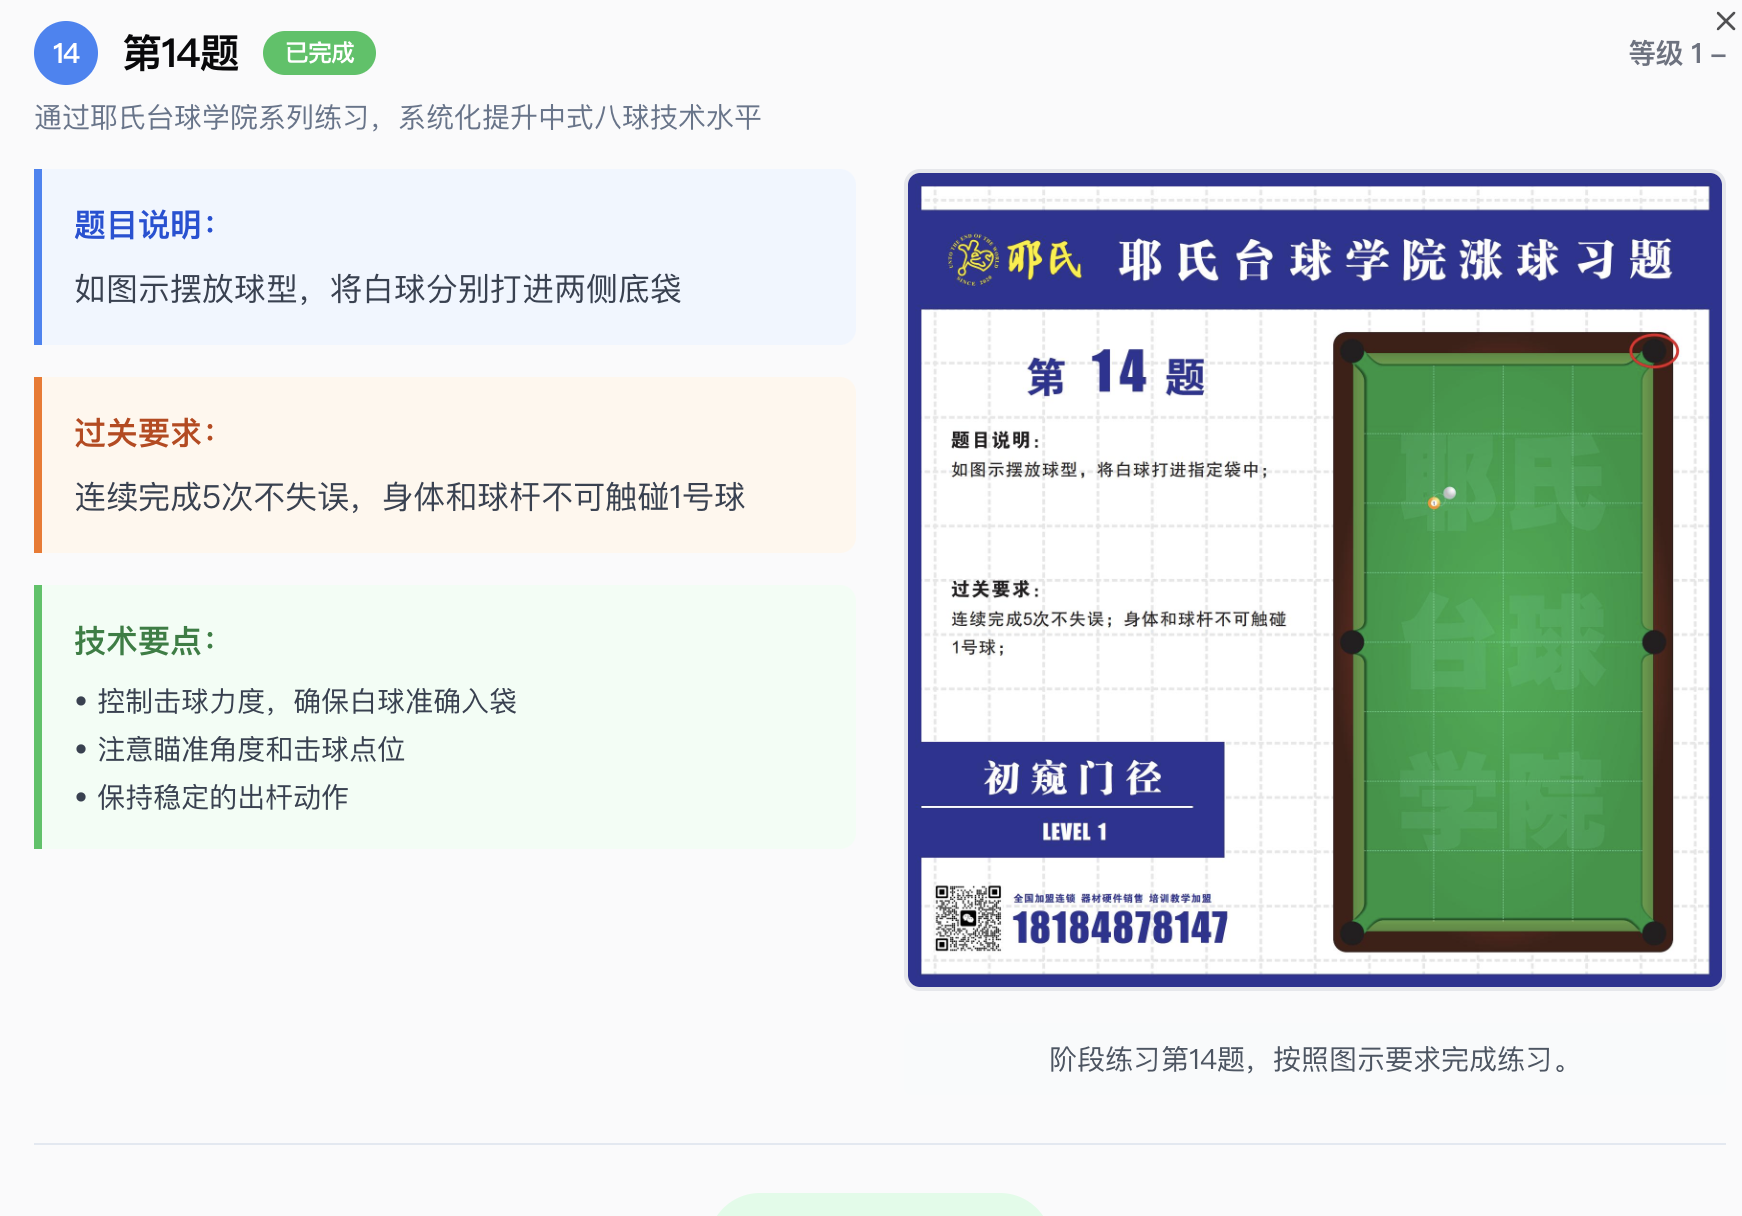 14
第14题
已完成
等级 1 –
通过耶氏台球学院系列练习，系统化提升中式八球技术水平
题目说明：
如图示摆放球型，将白球分别打进两侧底袋
过关要求：
连续完成5次不失误，身体和球杆不可触碰1号球
技术要点：
• 控制击球力度，确保白球准确入袋
• 注意瞄准角度和击球点位
• 保持稳定的出杆动作
UNTO THE END OF THE WORLD
SINCE 2020
耶氏
耶氏台球学院涨球习题
第 14 题
题目说明：
如图示摆放球型，将白球打进指定袋中；
过关要求：
连续完成5次不失误；身体和球杆不可触碰
1号球；
初窥门径
LEVEL 1
全国加盟连锁 器材硬件销售 培训教学加盟
18184878147
耶氏
台球
学院
阶段练习第14题，按照图示要求完成练习。